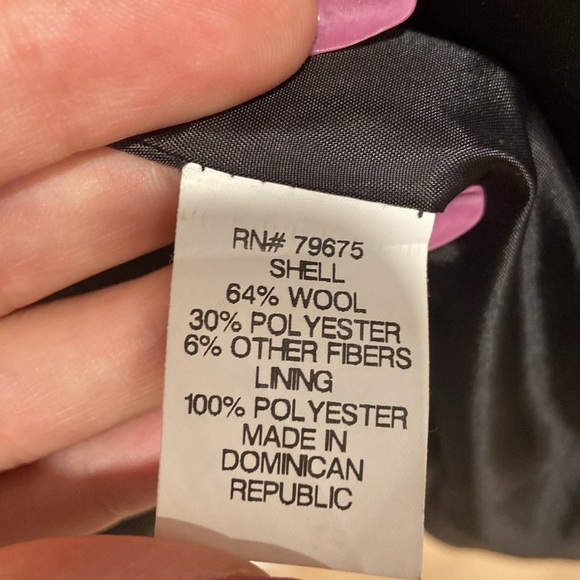 RN# 79675
SHELL
64% WOOL
30% POLYESTER
6% OTHER FIBERS
LINING
100% POLYESTER
MADE IN
DOMINICAN
REPUBLIC